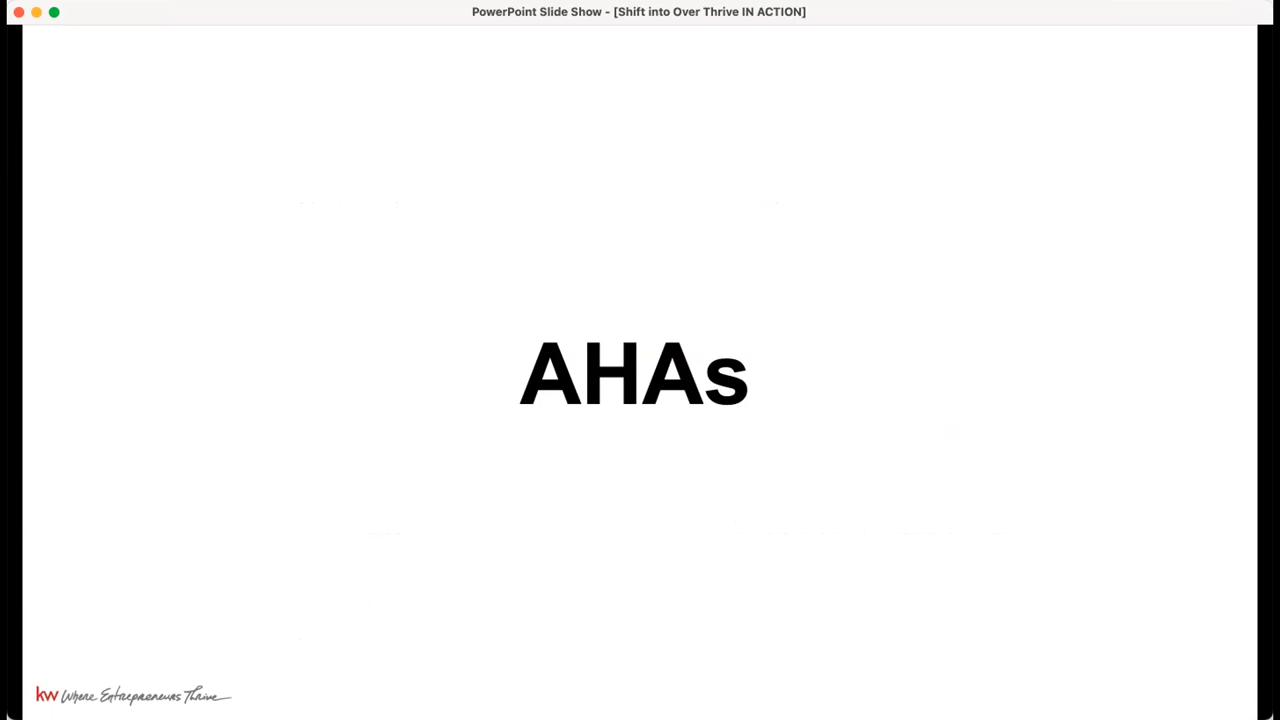 PowerPoint Slide Show - [Shift into Over Thrive IN ACTION]
AHAs
kw Where Entrepreneurs Thrive